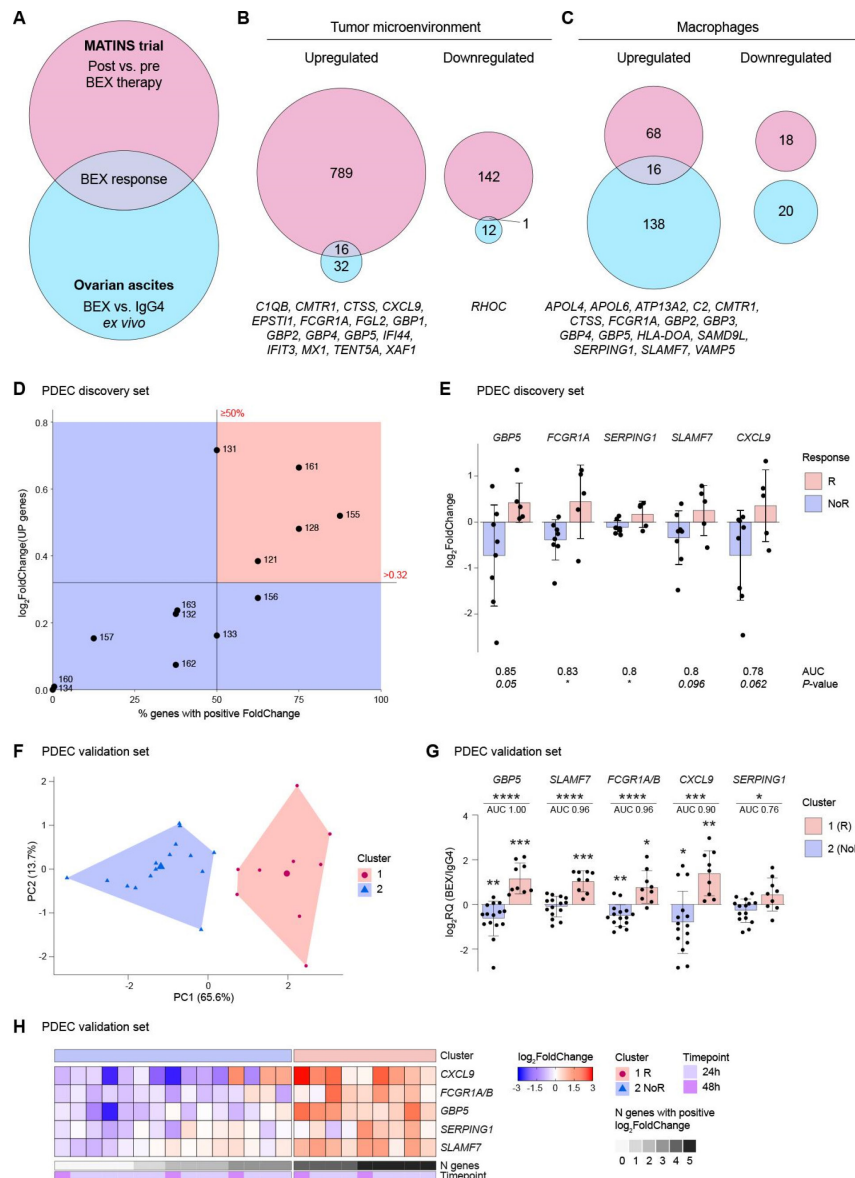 A
MATINS trial
Post vs. pre
BEX therapy
BEX response
Ovarian ascites
BEX vs. IgG4
ex vivo
B
Tumor microenvironment
Upregulated
Downregulated
789
16
32
142
12
1
C1QB, CMTR1, CTSS, CXCL9,
EPSTI1, FCGR1A, FGL2, GBP1,
GBP2, GBP4, GBP5, IFI44,
IFIT3, MX1, TENT5A, XAF1
RHOC
C
Macrophages
Upregulated
Downregulated
68
16
138
18
20
APOL4, APOL6, ATP13A2, C2, CMTR1,
CTSS, FCGR1A, GBP2, GBP3,
GBP4, GBP5, HLA-DOA, SAMD9L,
SERPING1, SLAMF7, VAMP5
D PDEC discovery set
≥50%
0.8
0.6
0.4
0.2
0.0
log2FoldChange(UP genes)
131
161
155
128
121
>0.32
156
163
132
133
157
162
160
134
0 25 50 75 100
% genes with positive FoldChange
E PDEC discovery set
GBP5 FCGR1A SERPING1 SLAMF7 CXCL9
Response
R
NoR
log2FoldChange
1
0
-1
-2
0.85 0.83 0.8 0.8 0.78 AUC
0.05 * * 0.096 0.062 P-value
F PDEC validation set
2
1
0
-1
-2
PC2 (13.7%)
-2 0 2
PC1 (65.6%)
Cluster
1
2
G PDEC validation set
GBP5 SLAMF7 FCGR1A/B CXCL9 SERPING1
**** **** **** *** *
AUC 1.00 AUC 0.96 AUC 0.96 AUC 0.90 AUC 0.76
** *** *** ** * * **
Cluster
1 (R)
2 (NoR
log2RQ (BEX/IgG4)
2
0
-2
H PDEC validation set
Cluster
CXCL9
FCGR1A/B
GBP5
SERPING1
SLAMF7
N genes
Timepoint
log2FoldChange
-3 -1.5 0 1.5 3
Cluster
1 R
2 NoR
Timepoint
24h
48h
N genes with positive
log2FoldChange
0 1 2 3 4 5